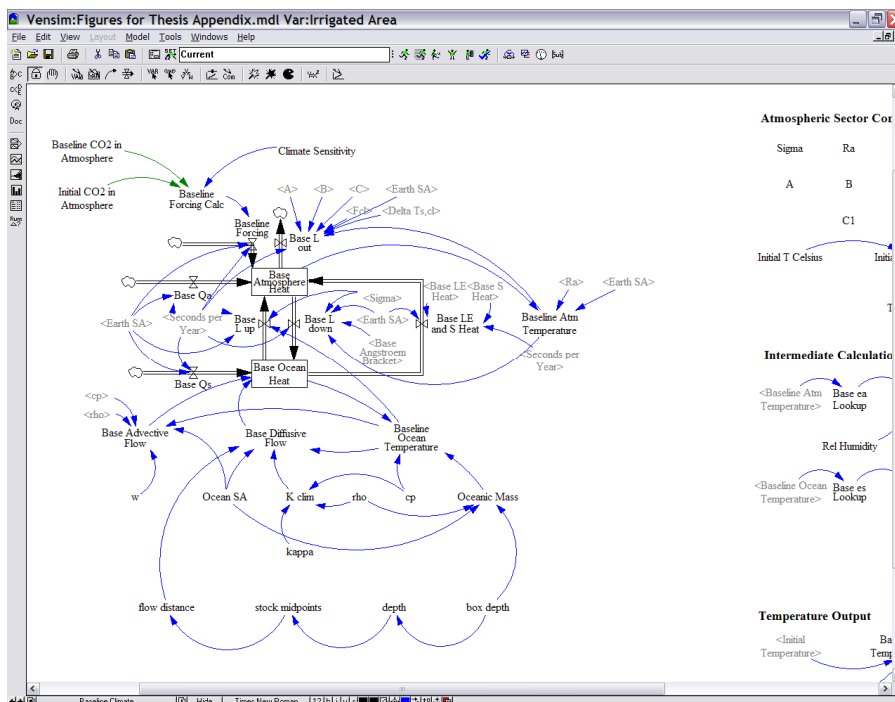 Vensim:Figures for Thesis Appendix.mdl Var:Irrigated Area
File Edit View Layout Model Tools Windows Help
SET Current
Doc
Baseline CO2 in
Atmosphere
Climate Sensitivity
Initial CO2 in
Atmosphere
Baseline
Forcing Calc
<A>
<B>
<C>
<Earth SA>
<Fcl>
<Delta Ts,cl>
Baseline
Forcing
Base L
out
Base
Atmosphere
Heat
Base Qa
<Earth SA>
<Seconds per
Year>
Base
L up
Base L
down
<Sigma>
<Earth SA>
<Base
Angstroem
Bracket>
<Base LE
Heat>
<Base S
Heat>
Base LE
and S Heat
<Ra>
<Earth SA>
Baseline Atm
Temperature
<Seconds per
Year>
Base Qs
Base Ocean
Heat
<cp>
<rho>
Base Advective
Flow
Base Diffusive
Flow
Baseline
Ocean
Temperature
w
Ocean SA
K clim
rho
cp
Oceanic Mass
kappa
flow distance
stock midpoints
depth
box depth
Atmospheric Sector Con
Sigma
Ra
A
B
C1
Initial T Celsius
Initia
T
Intermediate Calculatio
<Baseline Atm
Temperature>
Base ea
Lookup
Rel Humidity
<Baseline Ocean
Temperature>
Base es
Lookup
Temperature Output
<Initial
Temperature>
Ba
Temp
Baseline Climate
Hide
Times New Roman
12 b i u s